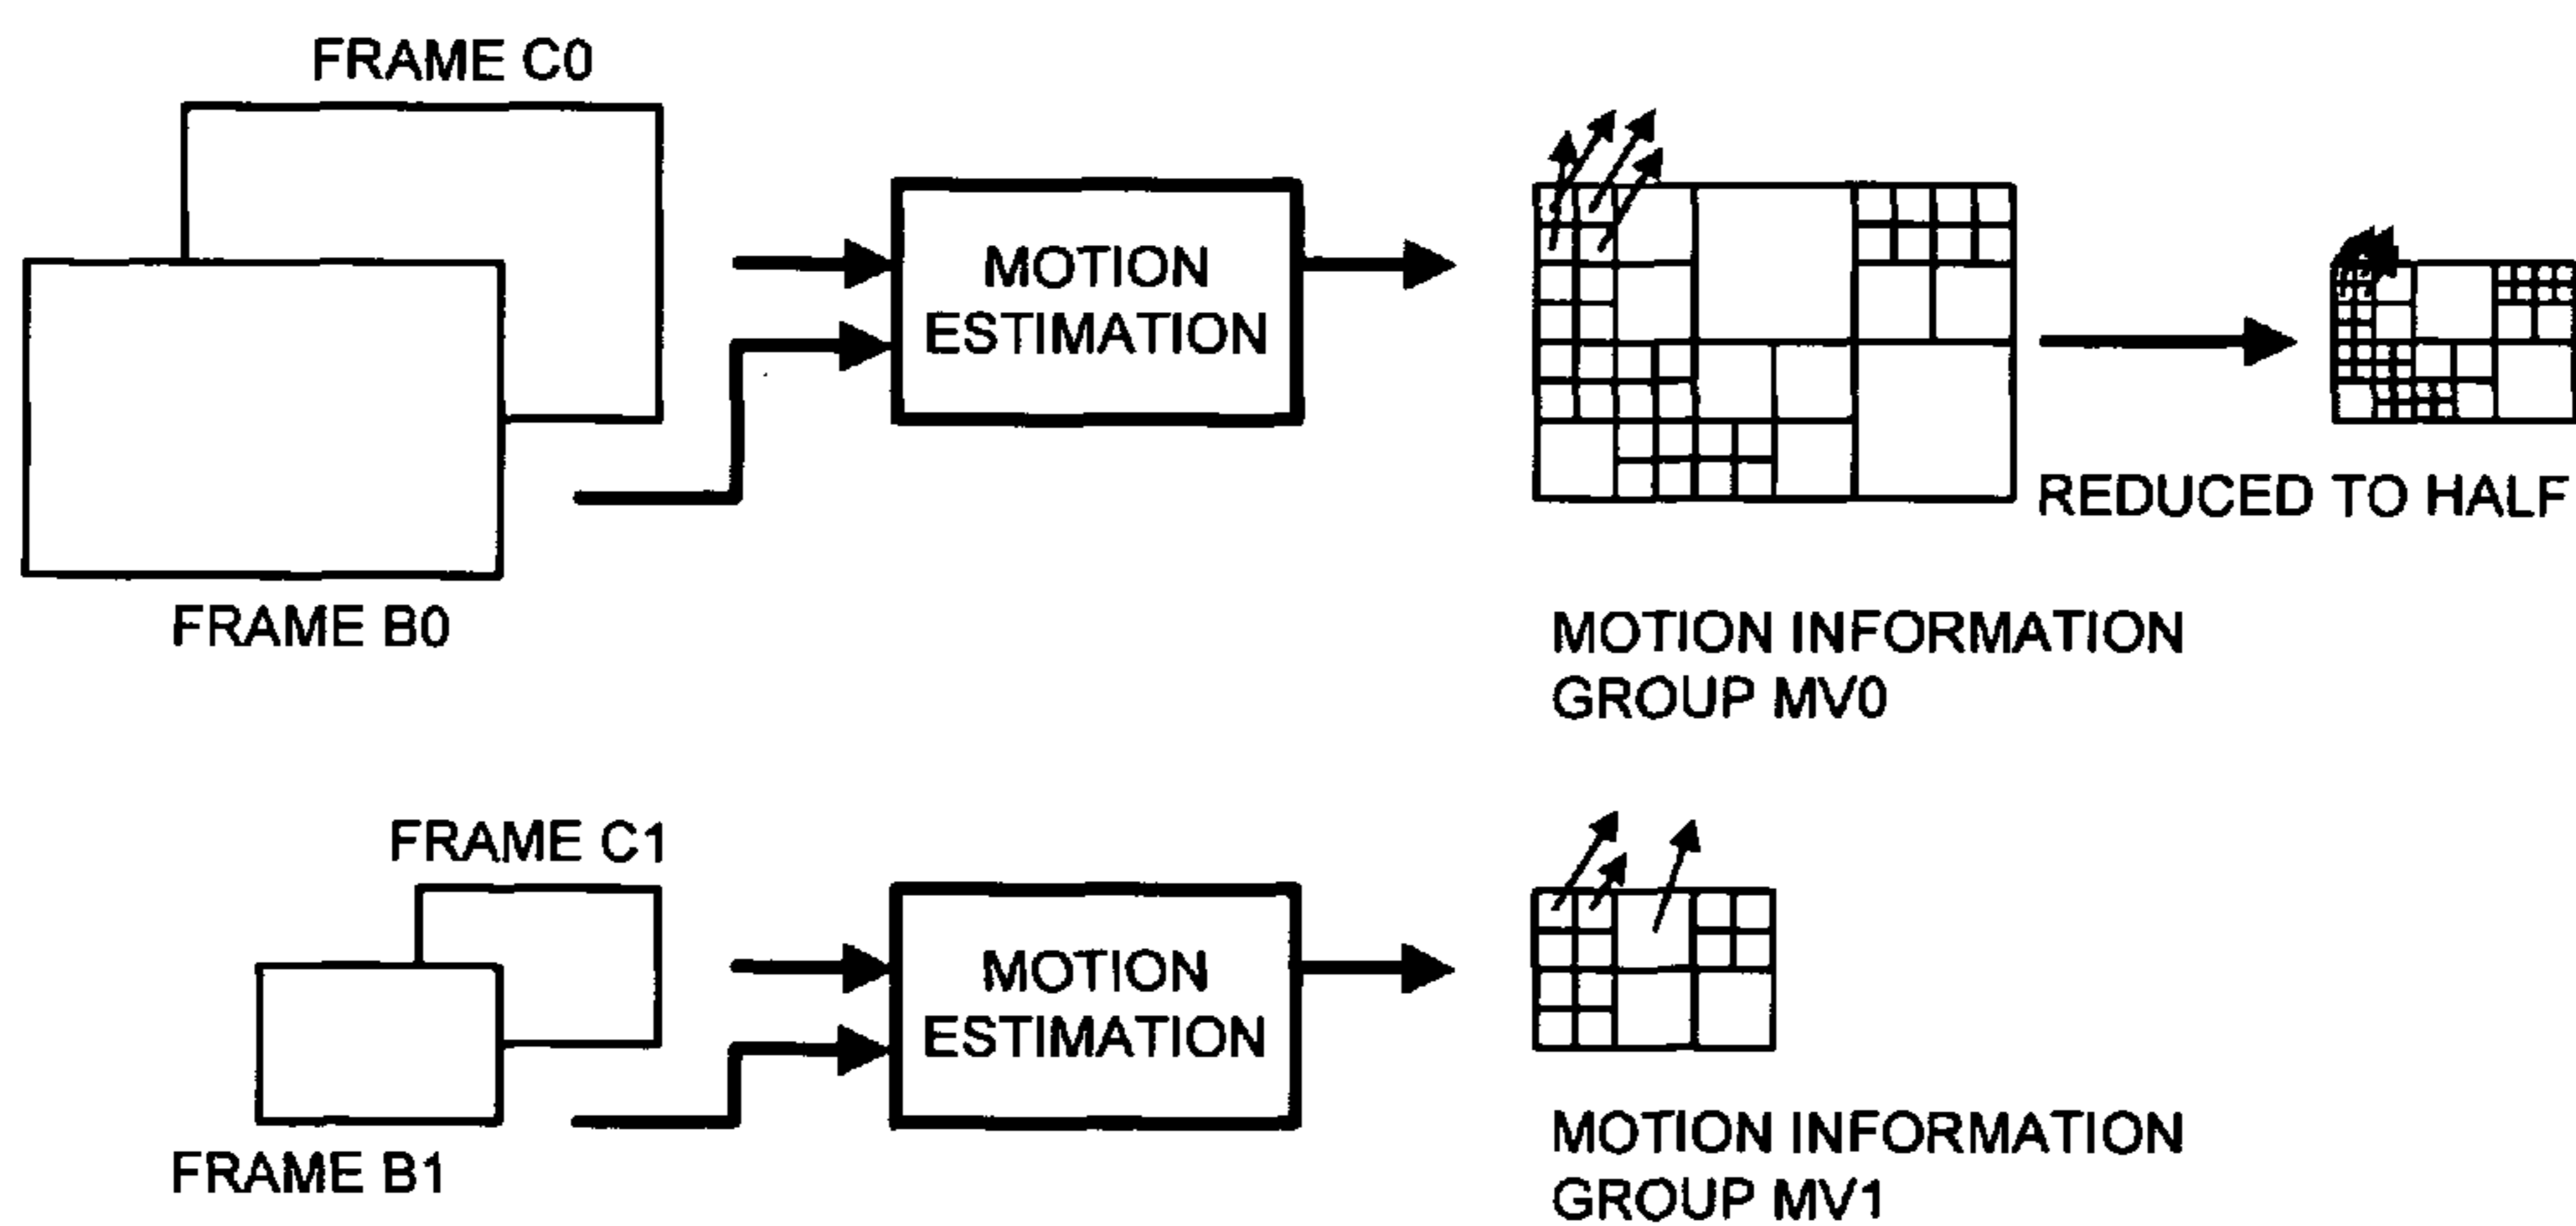 FRAME C0
MOTION
ESTIMATION
REDUCED TO HALF
FRAME B0
MOTION INFORMATION
GROUP MV0
FRAME C1
MOTION
ESTIMATION
FRAME B1
MOTION INFORMATION
GROUP MV1